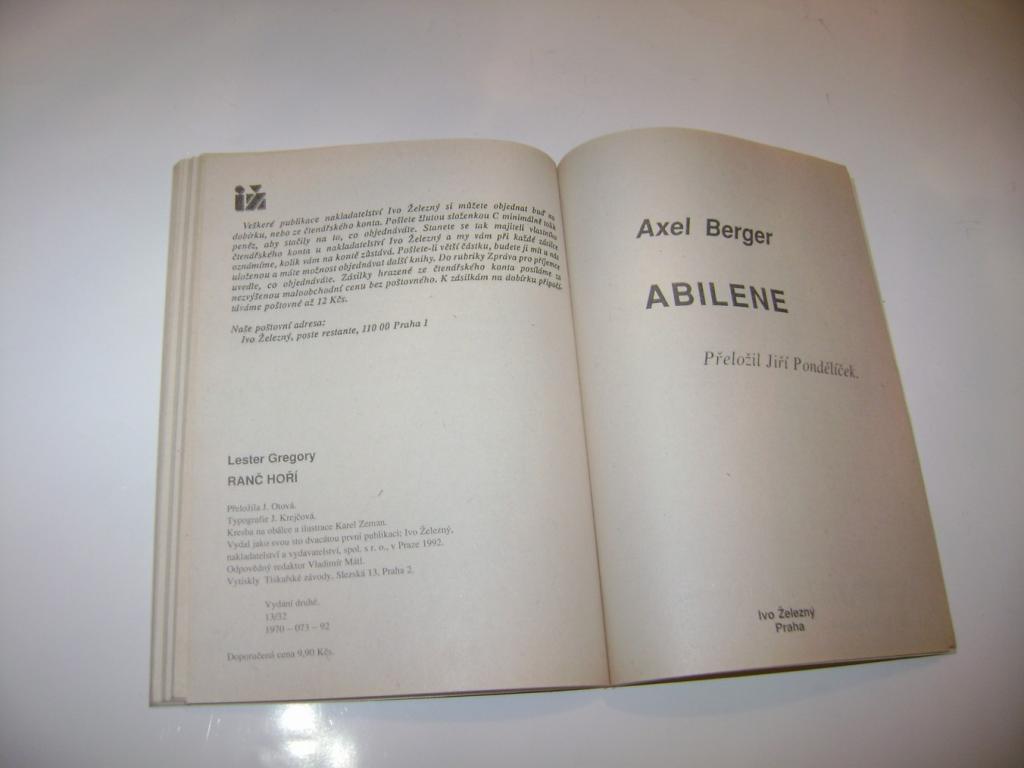 iž
Veškeré publikace nakladatelství Ivo Železný si můžete objednat buď na
dobírku, nebo ze čtenářského konta. Pošlete žlutou složenkou C minimálně tolik
peněz, aby stačily na to, co objednáváte. Stanete se tak majiteli vlastního
čtenářského konta u nakladatelství Ivo Železný a my vám při každé zásilce
oznámíme, kolik vám na kontě zůstává. Pošlete-li větší částku, budete ji mít u nás
uloženou a máte možnost objednávat další knihy. Do rubriky Zpráva pro příjemce
uveďte, co objednáváte. Zásilky hrazené ze čtenářského konta posíláme za
nezvýšenou maloobchodní cenu bez poštovného. K zásilkám na dobírku připočí-
táváme poštovné až 12 Kčs.
Naše poštovní adresa:
Ivo Železný, poste restante, 110 00 Praha 1
Lester Gregory
RANČ HOŘÍ
Přeložila J. Otová.
Typografie J. Krejčová.
Kresba na obálce a ilustrace Karel Zeman.
Vydal jako svou sto dvacátou první publikaci Ivo Železný,
nakladatelství a vydavatelství, spol. s r. o., v Praze 1992.
Odpovědný redaktor Vladimír Mátl.
Vytiskly Tiskařské závody, Slezská 13, Praha 2.
Vydání druhé.
13/32
1970 – 073 – 92
Doporučená cena 9,90 Kčs.
Axel Berger
ABILENE
Přeložil Jiří Pondělíček.
Ivo Železný
Praha